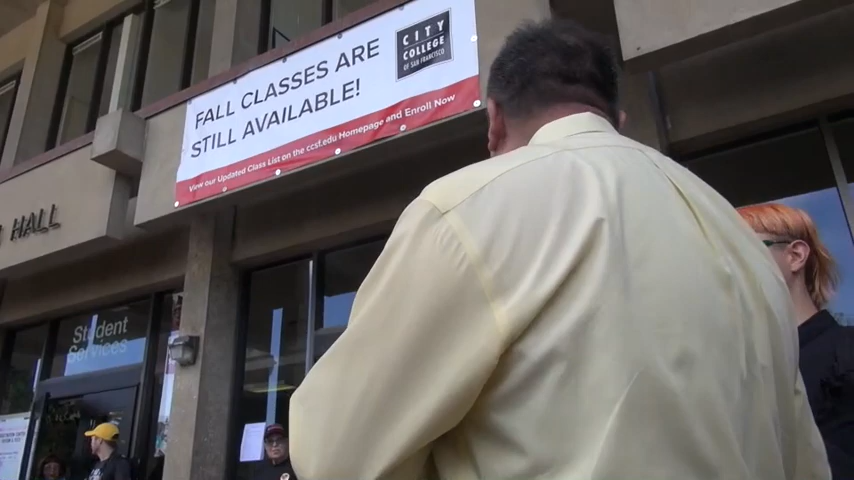 FALL CLASSES ARE
STILL AVAILABLE!
View our Updated Class List on the ccsf.edu Homepage and Enroll Now
CITY
COLLEGE
OF SAN FRANCISCO
HALL
Student
Services